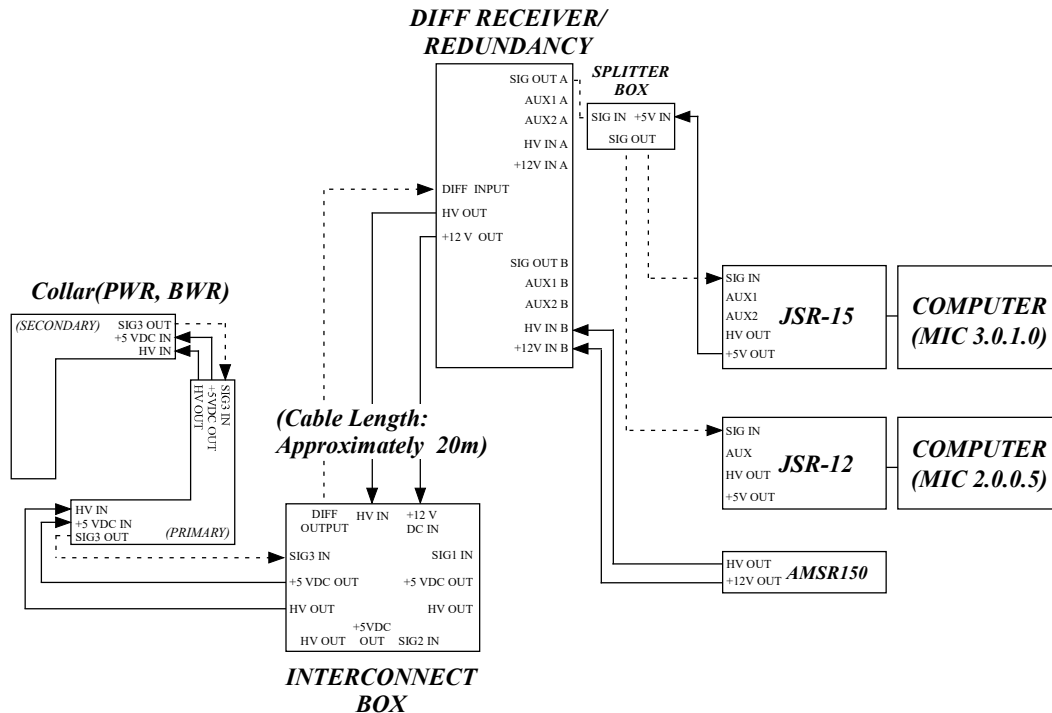 DIFF RECEIVER/
REDUNDANCY
SIG OUT A
AUX1 A
AUX2 A
HV IN A
+12V IN A
DIFF INPUT
HV OUT
+12 V OUT
SIG OUT B
AUX1 B
AUX2 B
HV IN B
+12V IN B
SPLITTER
BOX
SIG IN +5V IN
SIG OUT
SIG IN
AUX1
AUX2
HV OUT
+5V OUT
JSR-15
COMPUTER
(MIC 3.0.1.0)
SIG IN
AUX
HV OUT
+5V OUT
JSR-12
COMPUTER
(MIC 2.0.0.5)
HV OUT
+12V OUT
AMSR150
Collar(PWR, BWR)
(SECONDARY)
SIG3 OUT
+5 VDC IN
HV IN
SIG3 IN
+5VDC OUT
HV OUT
HV IN
+5 VDC IN
SIG3 OUT
(PRIMARY)
(Cable Length:
Approximately 20m)
DIFF
OUTPUT
HV IN
+12 V
DC IN
SIG3 IN
SIG1 IN
+5 VDC OUT
+5 VDC OUT
HV OUT
HV OUT
HV OUT
+5VDC
OUT
SIG2 IN
INTERCONNECT
BOX